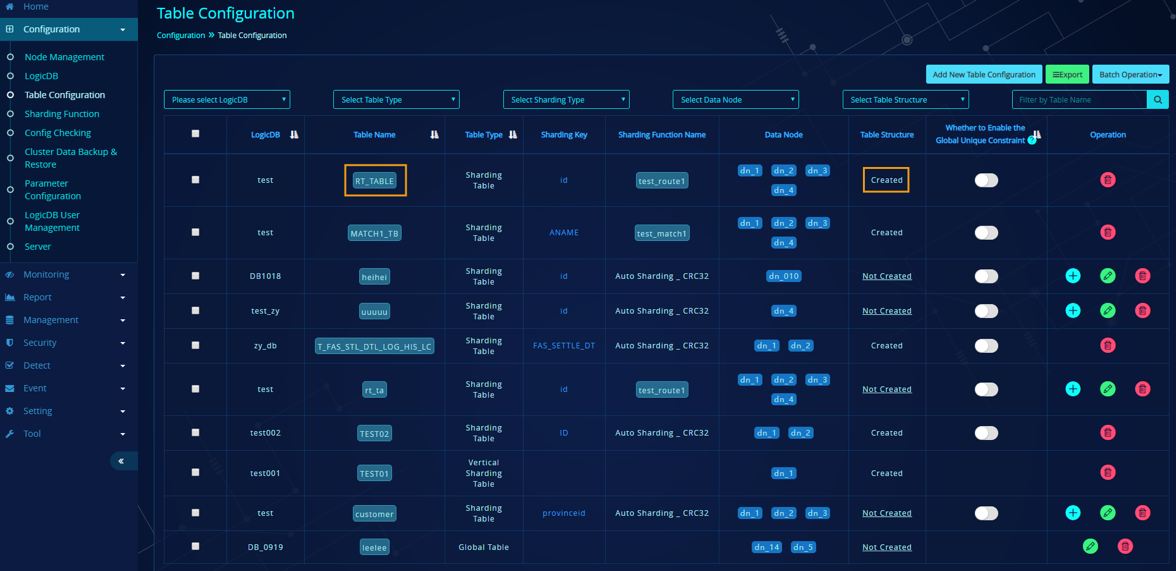 Home
Configuration
Node Management
LogicDB
Table Configuration
Sharding Function
Config Checking
Cluster Data Backup &
Restore
Parameter
Configuration
LogicDB User
Management
Server
Monitoring
Report
Management
Security
Detect
Event
Setting
Tool
«
Table Configuration
Configuration » Table Configuration
Add New Table Configuration Export Batch Operation
Please select LogicDB Select Table Type Select Sharding Type Select Data Node Select Table Structure Filter by Table Name
LogicDB Table Name Table Type Sharding Key Sharding Function Name Data Node Table Structure Whether to Enable the
Global Unique Constraint ? Operation
test RT_TABLE Sharding
Table id test_route1 dn_1 dn_2 dn_3
dn_4 Created
test MATCH1_TB Sharding
Table ANAME test_match1 dn_1 dn_2 dn_3
dn_4 Created
DB1018 heihei Sharding
Table id Auto Sharding _ CRC32 dn_010 Not Created
test_zy uuuuu Sharding
Table id Auto Sharding _ CRC32 dn_4 Not Created
zy_db T_FAS_STL_DTL_LOG_HIS_LC Sharding
Table FAS_SETTLE_DT Auto Sharding _ CRC32 dn_1 dn_2 Created
test rt_ta Sharding
Table id test_route1 dn_1 dn_2 dn_3
dn_4 Not Created
test002 TEST02 Sharding
Table ID Auto Sharding _ CRC32 dn_1 dn_2 Created
test001 TEST01 Vertical
Sharding
Table dn_1 Created
test customer Sharding
Table provinceid Auto Sharding _ CRC32 dn_1 dn_2 dn_3 Not Created
DB_0919 leelee Global Table dn_14 dn_5 Not Created